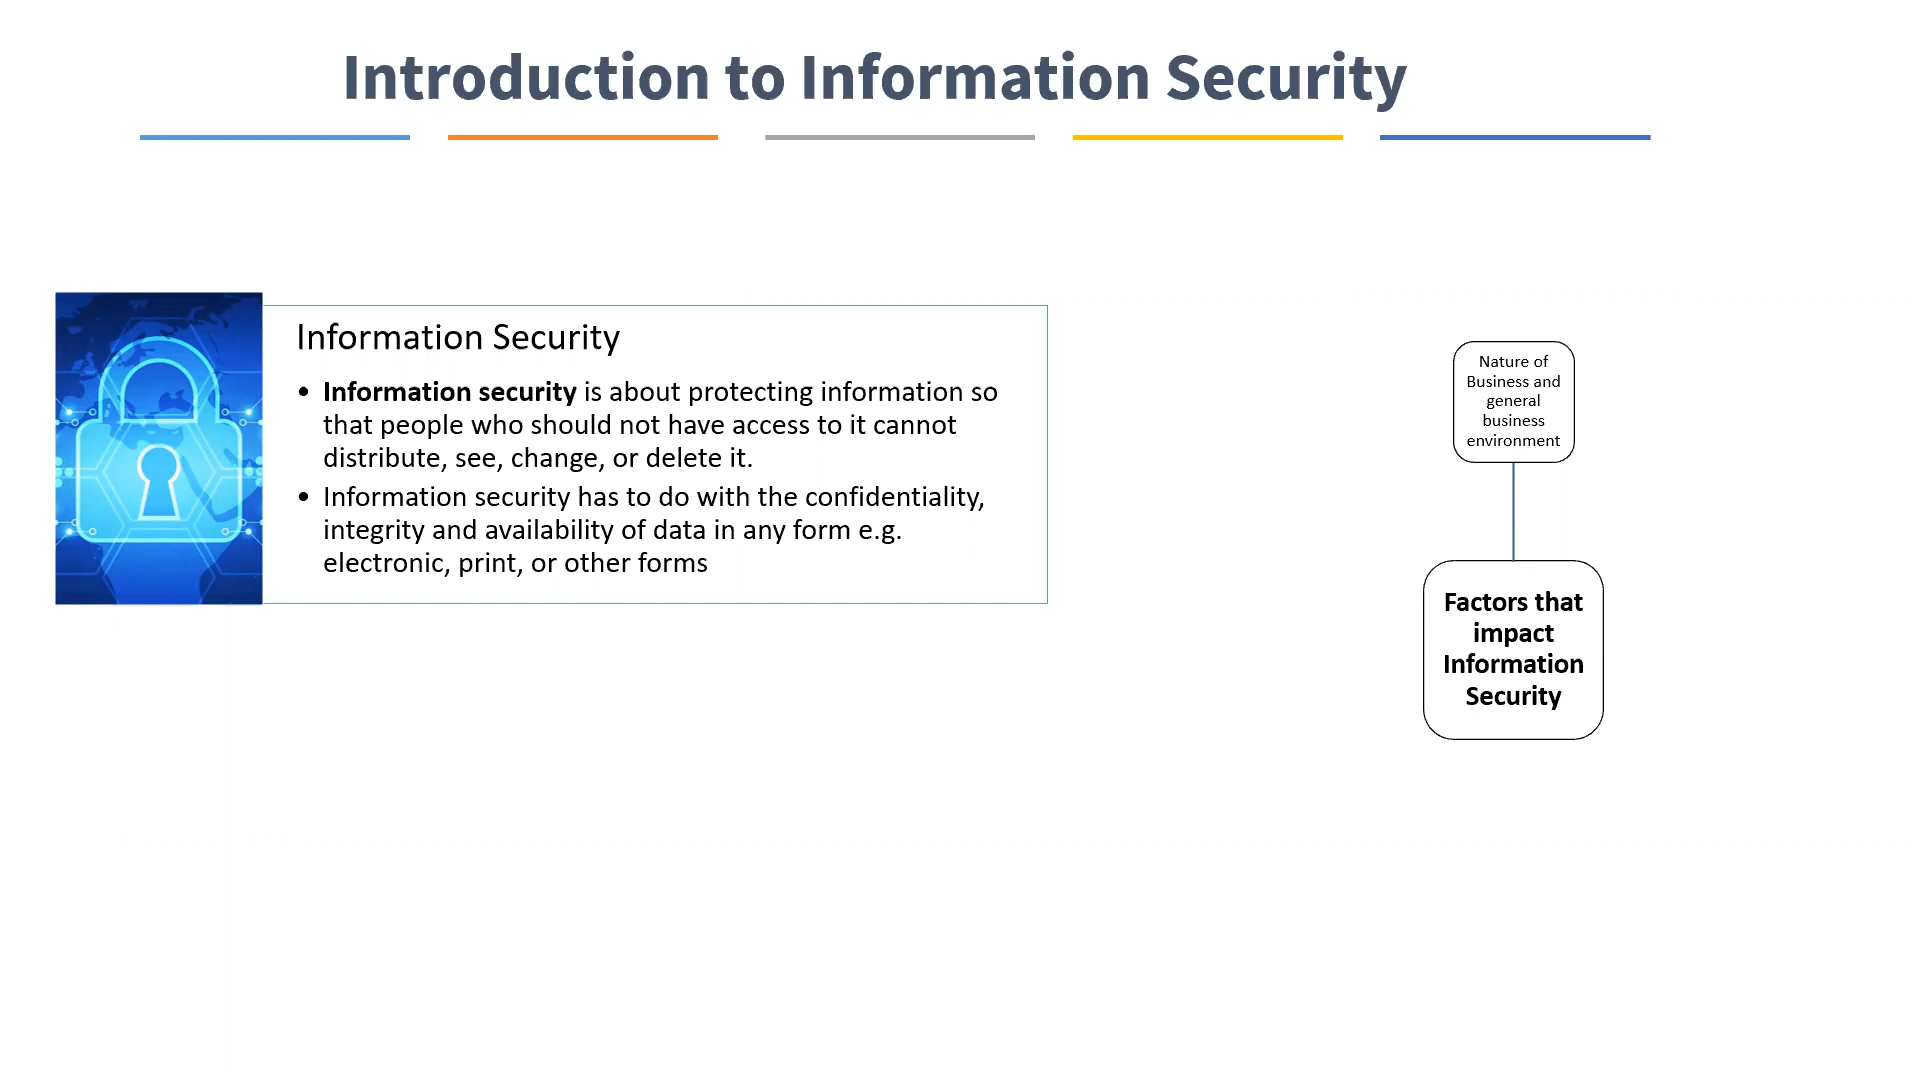 Introduction to Information Security
Information Security
• Information security is about protecting information so
that people who should not have access to it cannot
distribute, see, change, or delete it.
• Information security has to do with the confidentiality,
integrity and availability of data in any form e.g.
electronic, print, or other forms
Nature of
Business and
general
business
environment
Factors that
impact
Information
Security